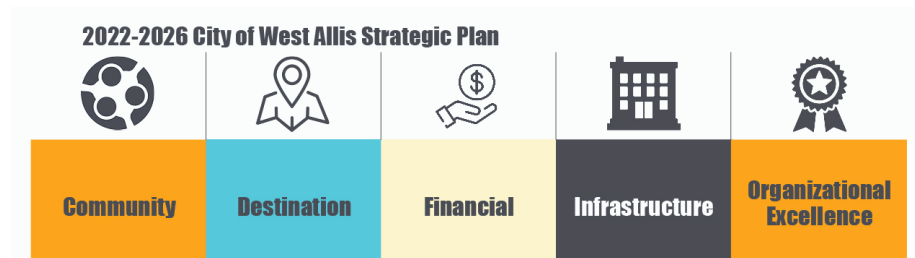 2022-2026 City of West Allis Strategic Plan
$
Community
Destination
Financial
Infrastructure
Organizational
Excellence